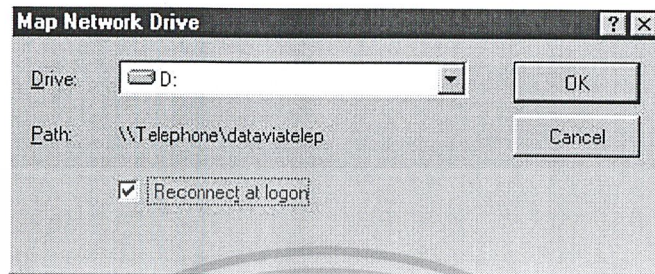 Map Network Drive
Drive: D: OK
Path: \\Telephone\dataviatelep Cancel
Reconnect at logon